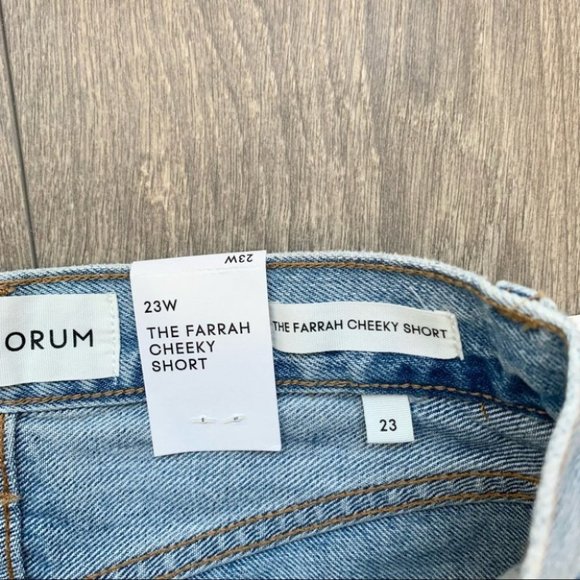 23W
ORUM
23W
THE FARRAH
CHEEKY
SHORT
THE FARRAH CHEEKY SHORT
23